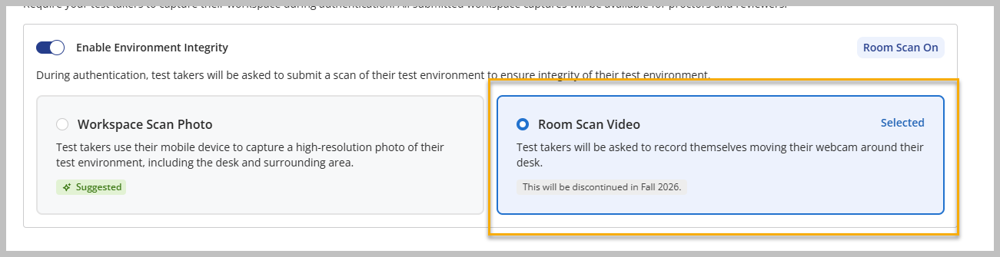 Require your test takers to capture their workspace during authentication. All submitted workspace captures will be available for proctors and reviewers.
Enable Environment Integrity
Room Scan On
During authentication, test takers will be asked to submit a scan of their test environment to ensure integrity of their test environment.
Workspace Scan Photo
Test takers use their mobile device to capture a high-resolution photo of their
test environment, including the desk and surrounding area.
Suggested
Room Scan Video
Selected
Test takers will be asked to record themselves moving their webcam around their
desk.
This will be discontinued in Fall 2026.